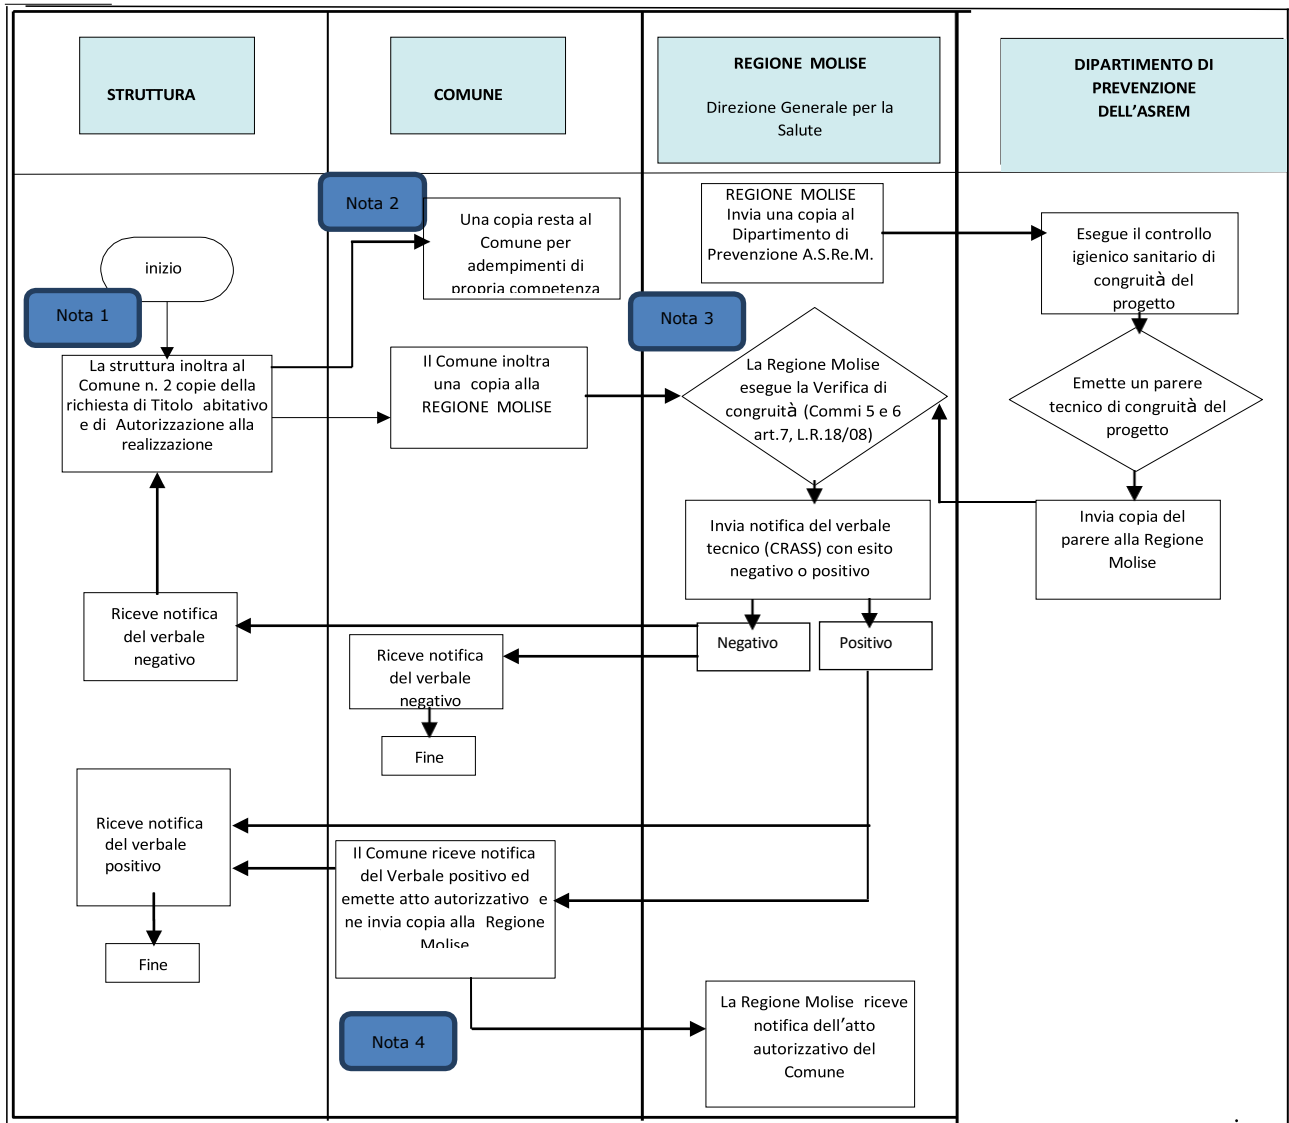 STRUTTURA
COMUNE
REGIONE MOLISE
Direzione Generale per la
Salute
DIPARTIMENTO DI
PREVENZIONE
DELL’ASREM
Nota 2
Una copia resta al
Comune per
adempimenti di
propria competenza
REGIONE MOLISE
Invia una copia al
Dipartimento di
Prevenzione A.S.Re.M.
Esegue il controllo
igienico sanitario di
congruità del
progetto
inizio
Nota 1
Nota 3
La struttura inoltra al
Comune n. 2 copie della
richiesta di Titolo abitativo
e di Autorizzazione alla
realizzazione
Il Comune inoltra
una copia alla
REGIONE MOLISE
La Regione Molise
esegue la Verifica di
congruità (Commi 5 e 6
art.7, L.R.18/08)
Emette un parere
tecnico di congruità del
progetto
Invia notifica del verbale
tecnico (CRASS) con esito
negativo o positivo
Invia copia del
parere alla Regione
Molise
Riceve notifica
del verbale
negativo
Riceve notifica
del verbale
negativo
Negativo
Positivo
Fine
Riceve notifica
del verbale
positivo
Il Comune riceve notifica
del Verbale positivo ed
emette atto autorizzativo e
ne invia copia alla Regione
Molise
Fine
Nota 4
La Regione Molise riceve
notifica dell’atto
autorizzativo del
Comune
.